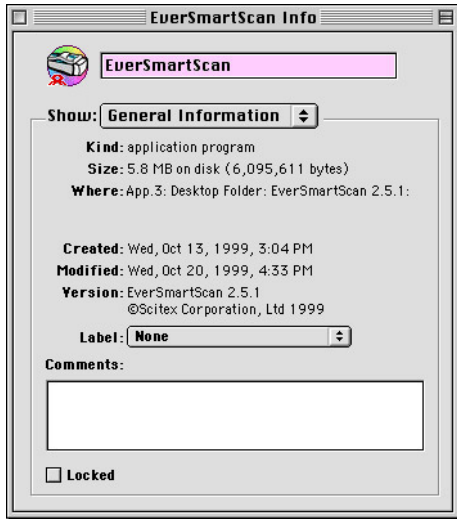 EverSmartScan Info
EverSmartScan
Show: General Information
Kind: application program
Size: 5.8 MB on disk (6,095,611 bytes)
Where: App.3: Desktop Folder: EverSmartScan 2.5.1:
Created: Wed, Oct 13, 1999, 3:04 PM
Modified: Wed, Oct 20, 1999, 4:33 PM
Version: EverSmartScan 2.5.1
©Scitex Corporation, Ltd 1999
Label: None
Comments:
Locked